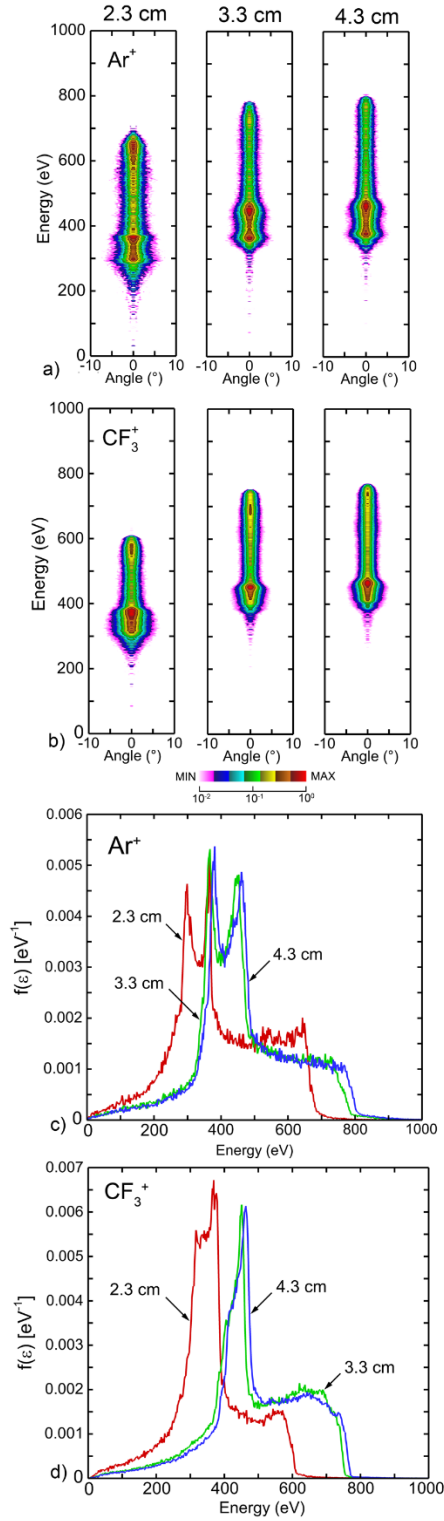 2.3 cm 3.3 cm 4.3 cm
1000
Ar⁺
800
600
Energy (eV)
400
200
0
-10 0 10 -10 0 10 -10 0 10
a) Angle (°) Angle (°) Angle (°)
1000
CF₃⁺
800
600
Energy (eV)
400
200
0
-10 0 10 -10 0 10 -10 0 10
b) Angle (°) Angle (°) Angle (°)
MIN MAX
10⁻² 10⁻¹ 10⁰
0.006
Ar⁺
0.005
2.3 cm
0.004
f(ε) [eV⁻¹]
0.003
3.3 cm 4.3 cm
0.002
0.001
0
c) 0 200 400 600 800 1000
Energy (eV)
0.007
CF₃⁺
0.006
0.005
2.3 cm 4.3 cm
0.004
f(ε) [eV⁻¹]
0.003
3.3 cm
0.002
0.001
0
d) 0 200 400 600 800 1000
Energy (eV)